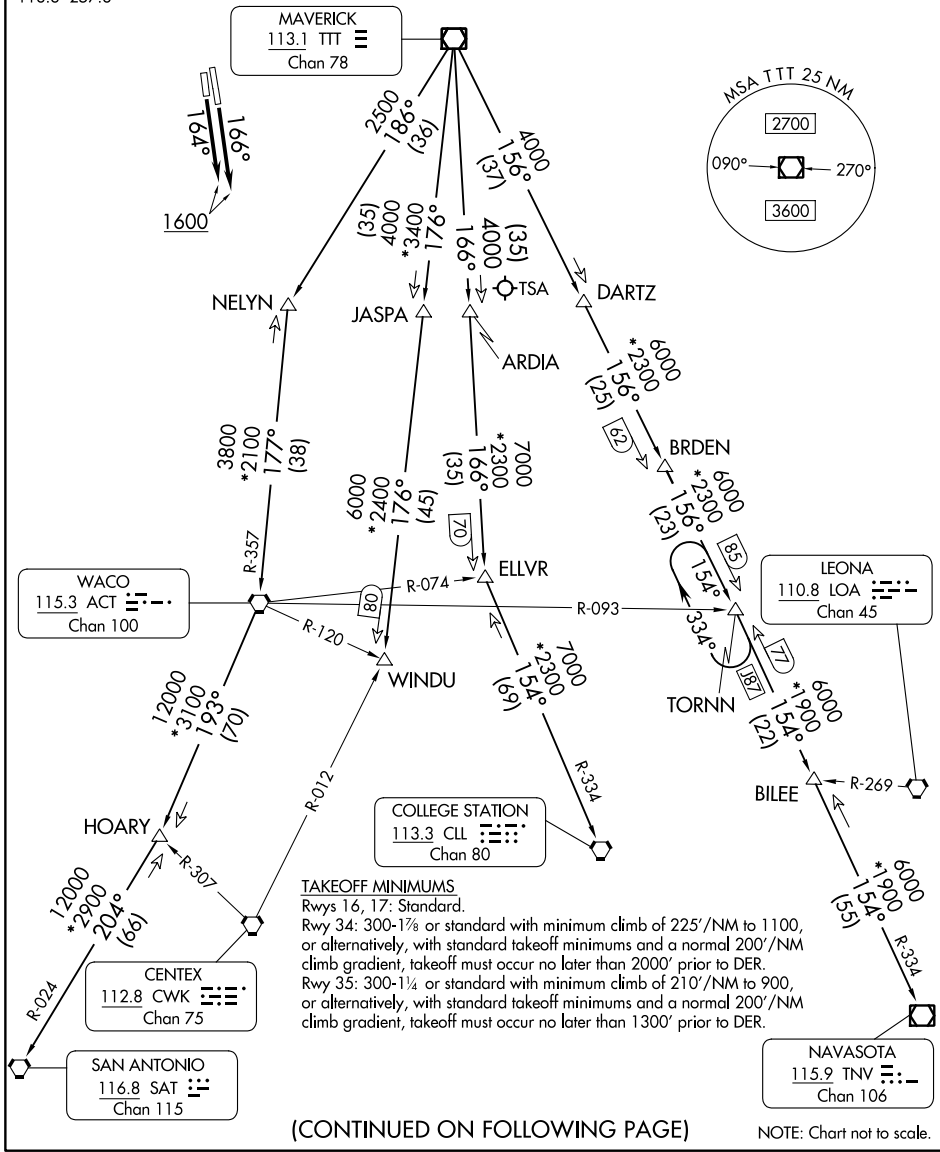 MAVERICK
113.1 TTT
Chan 78
164°
166°
1600
2500
186°
(36)
(35)
4000
*3400
176°
(35)
4000
166°
4000
156°
(37)
MSA TTT 25 NM
2700
090°
270°
3600
NELYN
JASPA
TSA
ARDIA
DARTZ
3800
*2100
177°
(38)
6000
*2400
176°
(45)
7000
*2300
166°
(35)
6000
*2300
156°
(25)
62
BRDEN
6000
*2300
156°
(23)
85
70
80
R-357
WACO
115.3 ACT
Chan 100
R-074
ELLVR
R-093
R-120
WINDU
154°
334°
TORNN
77
J87
LEONA
110.8 LOA
Chan 45
12000
*3100
193°
(70)
7000
*2300
154°
(69)
6000
*1900
154°
(22)
BILEE
R-269
R-012
R-334
HOARY
R-307
COLLEGE STATION
113.3 CLL
Chan 80
12000
*2900
204°
(66)
R-024
6000
*1900
154°
(55)
R-334
CENTEX
112.8 CWK
Chan 75
SAN ANTONIO
116.8 SAT
Chan 115
TAKEOFF MINIMUMS
Rwys 16, 17: Standard.
Rwy 34: 300-1⅞ or standard with minimum climb of 225'/NM to 1100,
or alternatively, with standard takeoff minimums and a normal 200'/NM
climb gradient, takeoff must occur no later than 2000' prior to DER.
Rwy 35: 300-1¼ or standard with minimum climb of 210'/NM to 900,
or alternatively, with standard takeoff minimums and a normal 200'/NM
climb gradient, takeoff must occur no later than 1300' prior to DER.
NAVASOTA
115.9 TNV
Chan 106
(CONTINUED ON FOLLOWING PAGE)
NOTE: Chart not to scale.